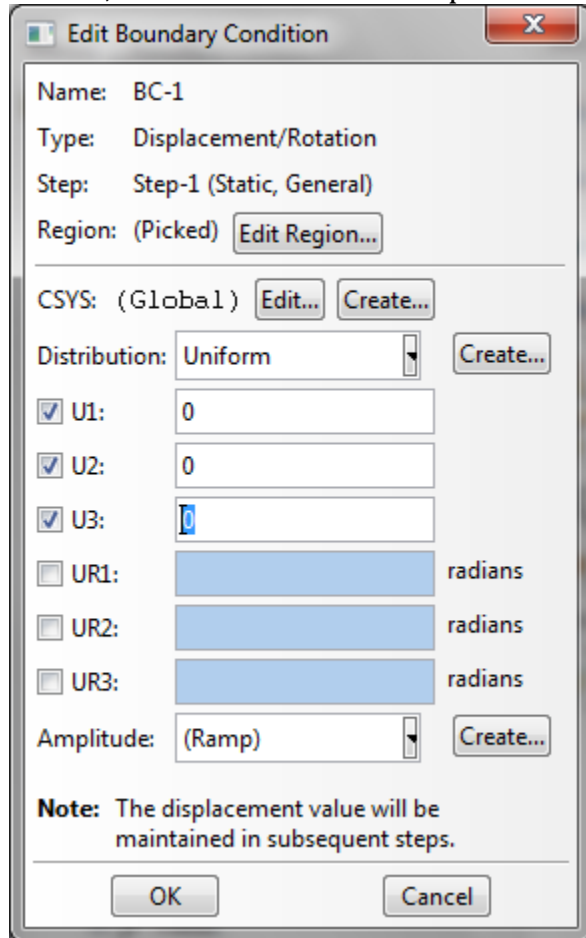 Edit Boundary Condition
Name: BC-1
Type: Displacement/Rotation
Step: Step-1 (Static, General)
Region: (Picked) Edit Region...
CSYS: (Global) Edit... Create...
Distribution: Uniform Create...
U1: 0
U2: 0
U3: 0
UR1: radians
UR2: radians
UR3: radians
Amplitude: (Ramp) Create...
Note: The displacement value will be
maintained in subsequent steps.
OK Cancel